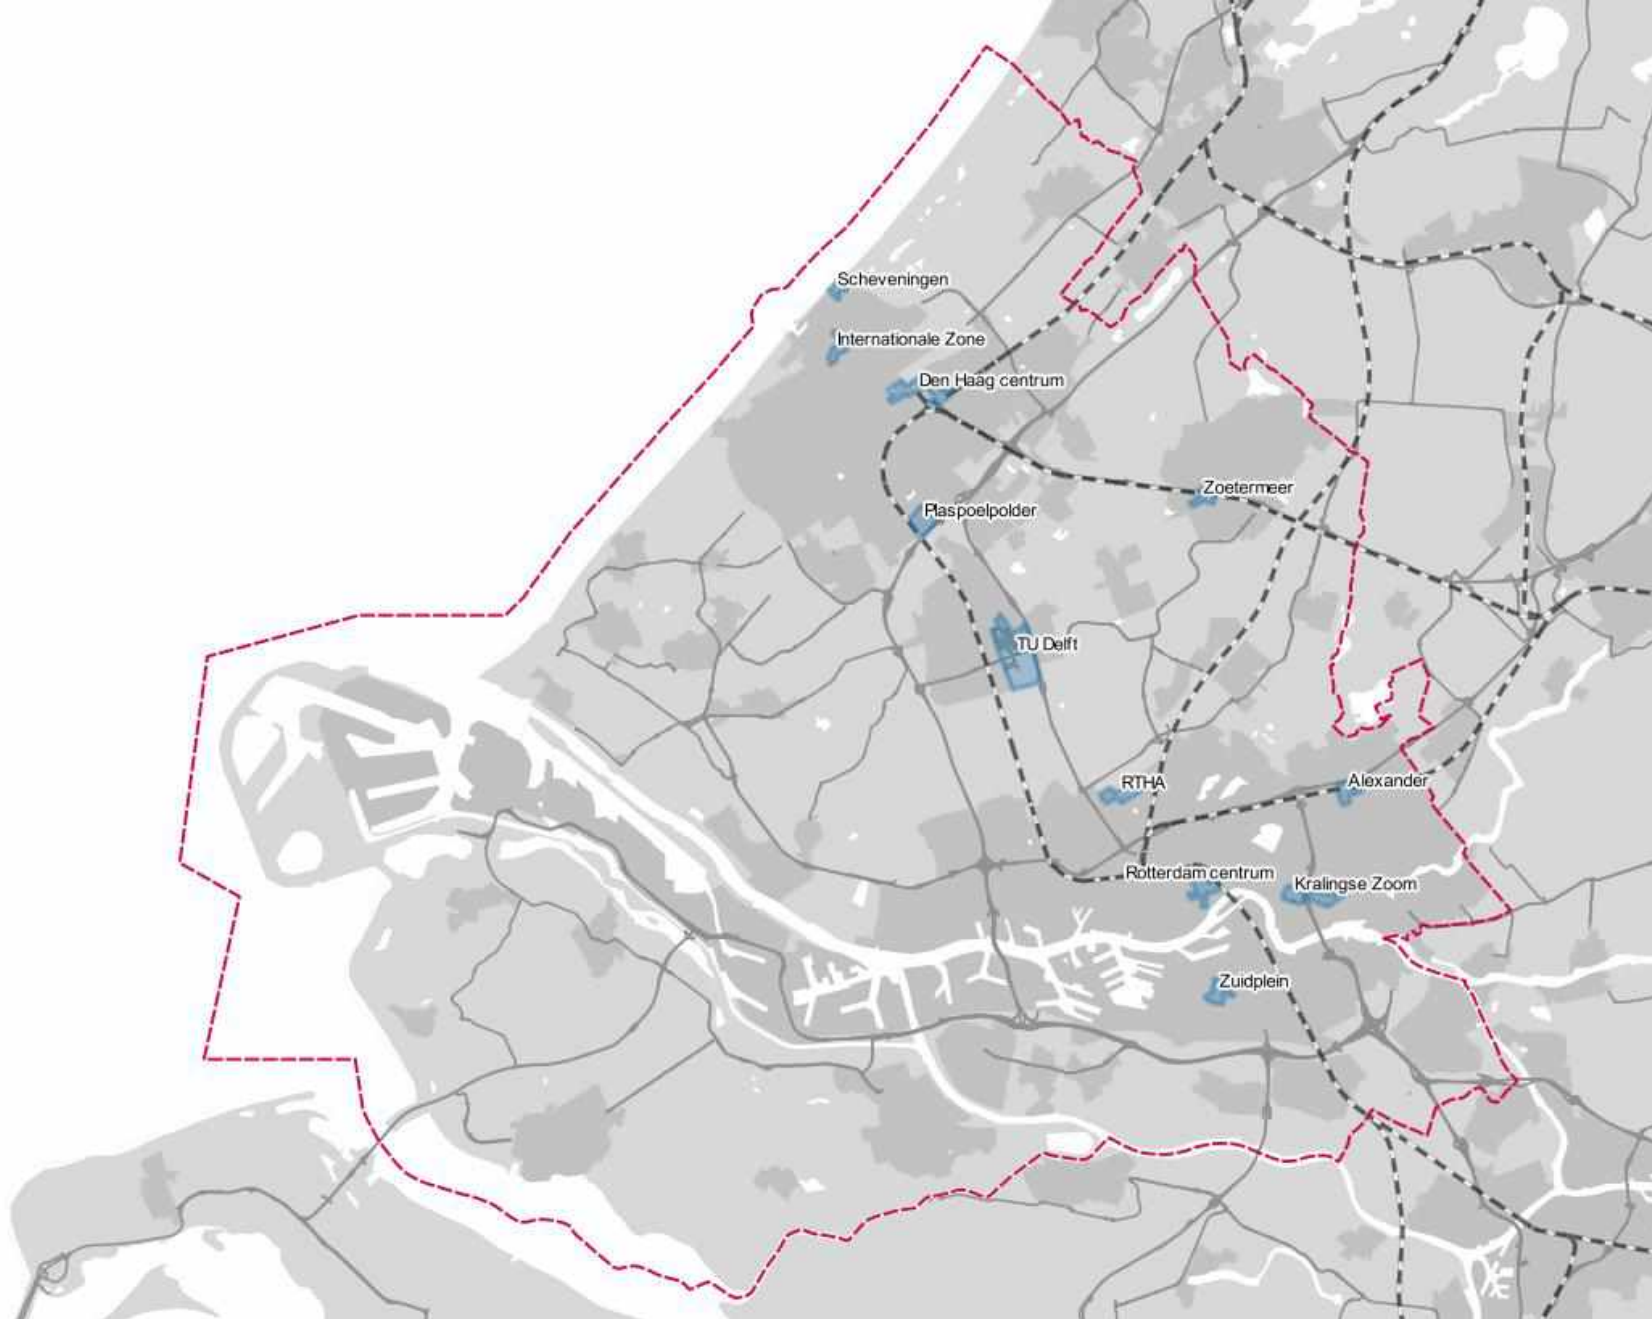 Scheveningen
Internationale Zone
Den Haag centrum
Zoetermeer
Plaspoelpolder
TU Delft
RTHA
Alexander
Rotterdam centrum
Kralingse Zoom
Zuidplein